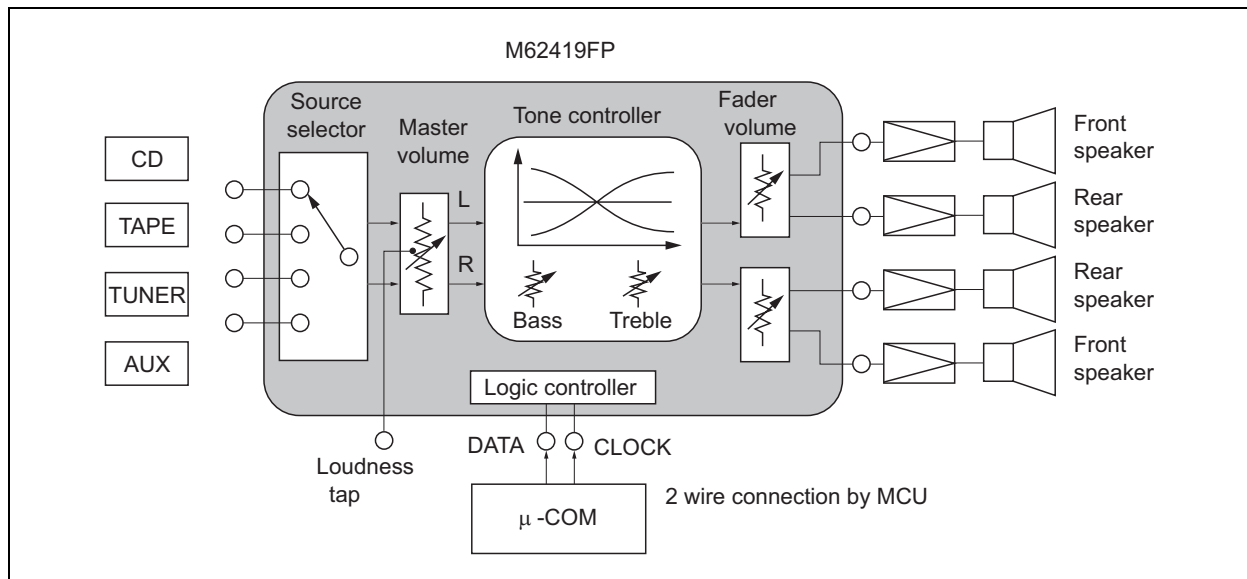 M62419FP
Source
selector
Master
volume
Tone controller
Fader
volume
CD
TAPE
TUNER
AUX
L
R
Bass
Treble
Front
speaker
Rear
speaker
Rear
speaker
Front
speaker
Logic controller
Loudness
tap
DATA
CLOCK
μ -COM
2 wire connection by MCU